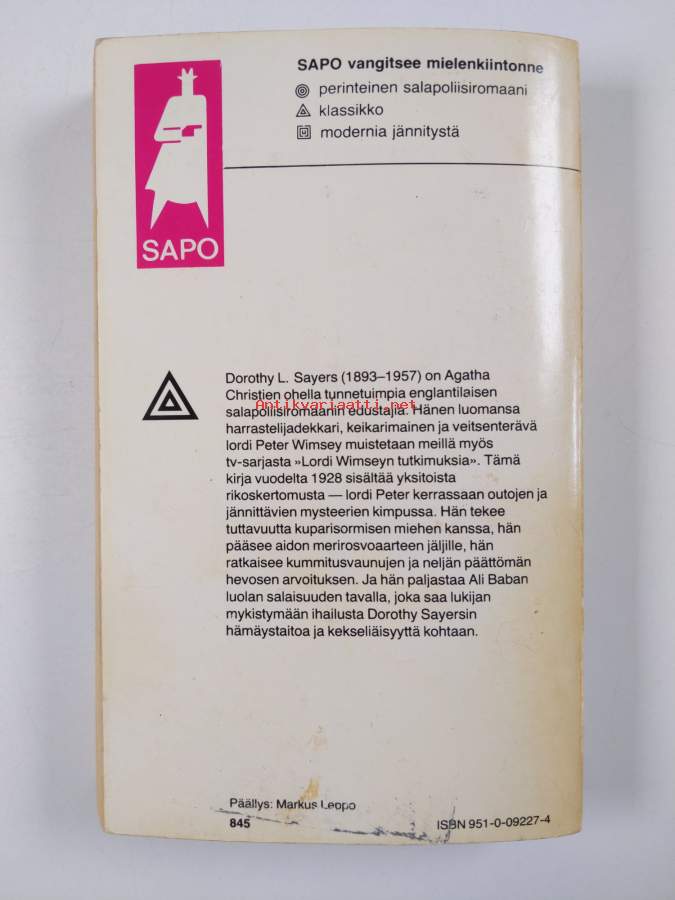 SAPO vangitsee mielenkiintonne
perinteinen salapoliisiromaani
klassikko
modernia jännitystä
SAPO
Dorothy L. Sayers (1893–1957) on Agatha
Christien ohella tunnetuimpia englantilaisen
Antikvariaatti.net
salapoliisiromaanin edustajia. Hänen luomansa
harrastelijadekkari, keikarimainen ja veitsenterävä
lordi Peter Wimsey muistetaan meillä myös
tv-sarjasta »Lordi Wimseyn tutkimuksia». Tämä
kirja vuodelta 1928 sisältää yksitoista
rikoskertomusta — lordi Peter kerrassaan outojen ja
jännittävien mysteerien kimpussa. Hän tekee
tuttavuutta kuparisormisen miehen kanssa, hän
pääsee aidon merirosvoaarteen jäljille, hän
ratkaisee kummitusvaunujen ja neljän päättömän
hevosen arvoituksen. Ja hän paljastaa Ali Baban
luolan salaisuuden tavalla, joka saa lukijan
mykistymään ihailusta Dorothy Sayersin
hämäystaitoa ja kekseliäisyyttä kohtaan.
Päällys: Markus Leppo
845
ISBN 951-0-09227-4